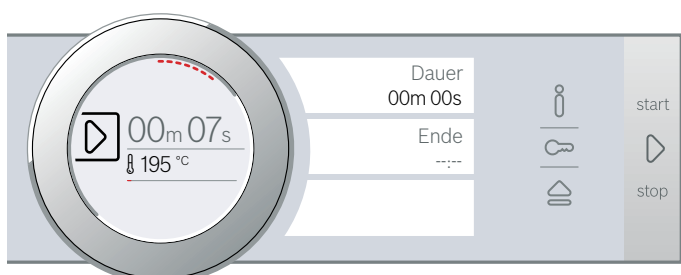 00m 07s
195 °C
Dauer
00m 00s
Ende
--:--
start
stop